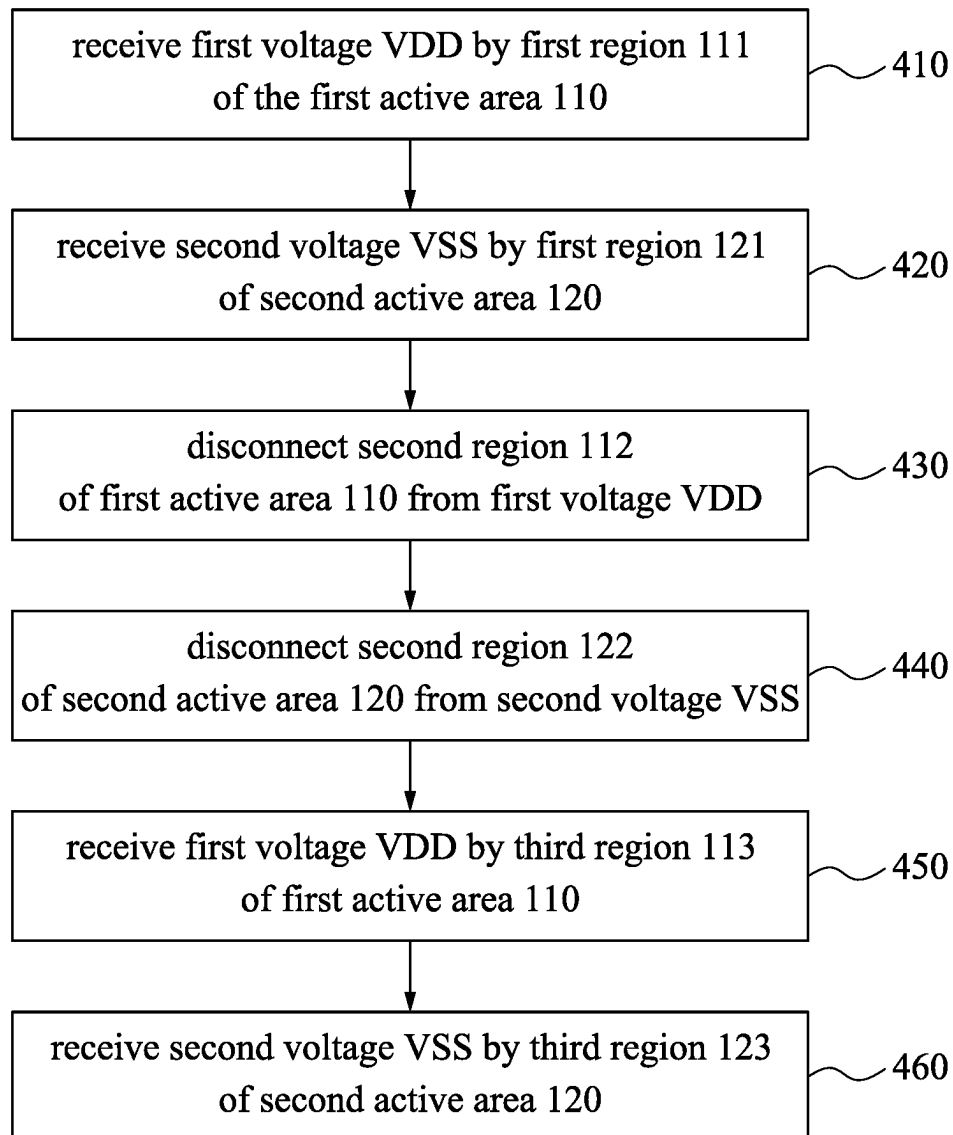 receive first voltage VDD by first region 111
of the first active area 110
410
receive second voltage VSS by first region 121
of second active area 120
420
disconnect second region 112
of first active area 110 from first voltage VDD
430
disconnect second region 122
of second active area 120 from second voltage VSS
440
receive first voltage VDD by third region 113
of first active area 110
450
receive second voltage VSS by third region 123
of second active area 120
460